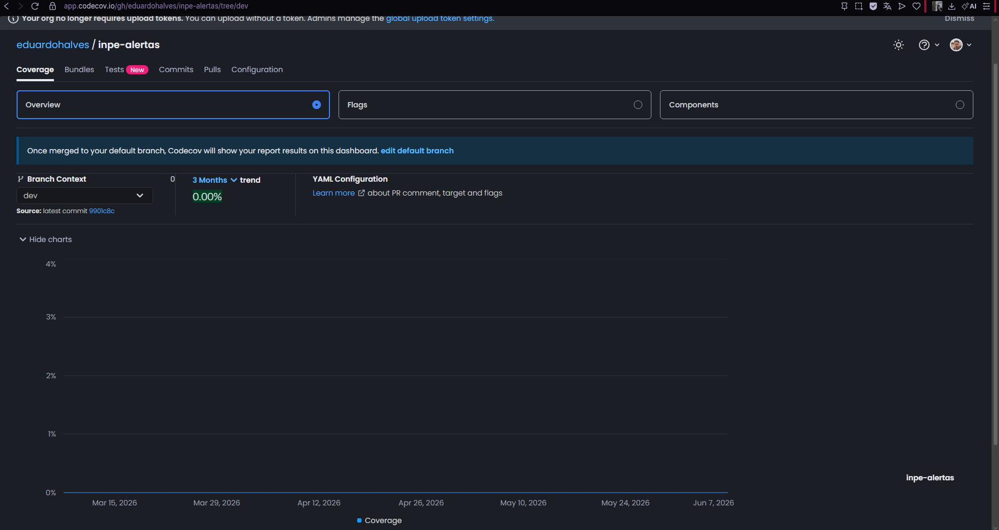 app.codecov.io/gh/eduardohalves/inpe-alertas/tree/dev
AI
Your org no longer requires upload tokens. You can upload without a token. Admins manage the global upload token settings.
Dismiss
eduardohalves / inpe-alertas
Coverage Bundles Tests New Commits Pulls Configuration
Overview
Flags
Components
Once merged to your default branch, Codecov will show your report results on this dashboard. edit default branch
Branch Context
0
3 Months trend
YAML Configuration
dev
0.00%
Learn more about PR comment, target and flags
Source: latest commit 9901c8c
Hide charts
4%
3%
2%
1%
inpe-alertas
0%
Mar 15, 2026 Mar 29, 2026 Apr 12, 2026 Apr 26, 2026 May 10, 2026 May 24, 2026 Jun 7, 2026
Coverage